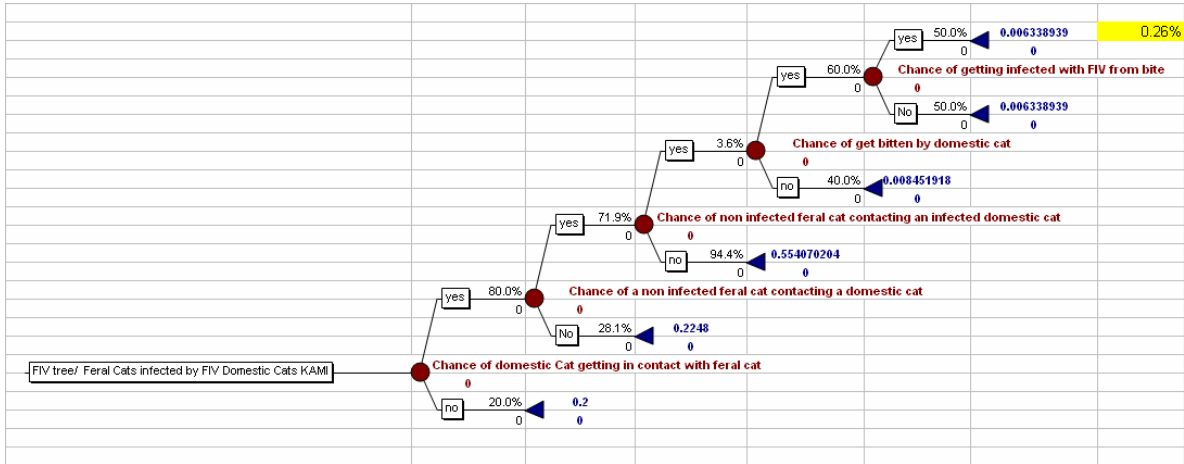 yes 50.0% 0.006338939 0.26%
0 0
yes 60.0% Chance of getting infected with FIV from bite
0 0
No 50.0% 0.006338939
0 0
yes 3.6% Chance of get bitten by domestic cat
0 0
no 40.0% 0.008451918
0 0
yes 71.9% Chance of non infected feral cat contacting an infected domestic cat
0 0
no 94.4% 0.554070204
0 0
yes 80.0% Chance of a non infected feral cat contacting a domestic cat
0 0
No 28.1% 0.2248
0 0
FIV tree/ Feral Cats infected by FIV Domestic Cats KAMI Chance of domestic Cat getting in contact with feral cat
0
no 20.0% 0.2
0 0